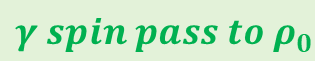 γ spin pass to ρ₀